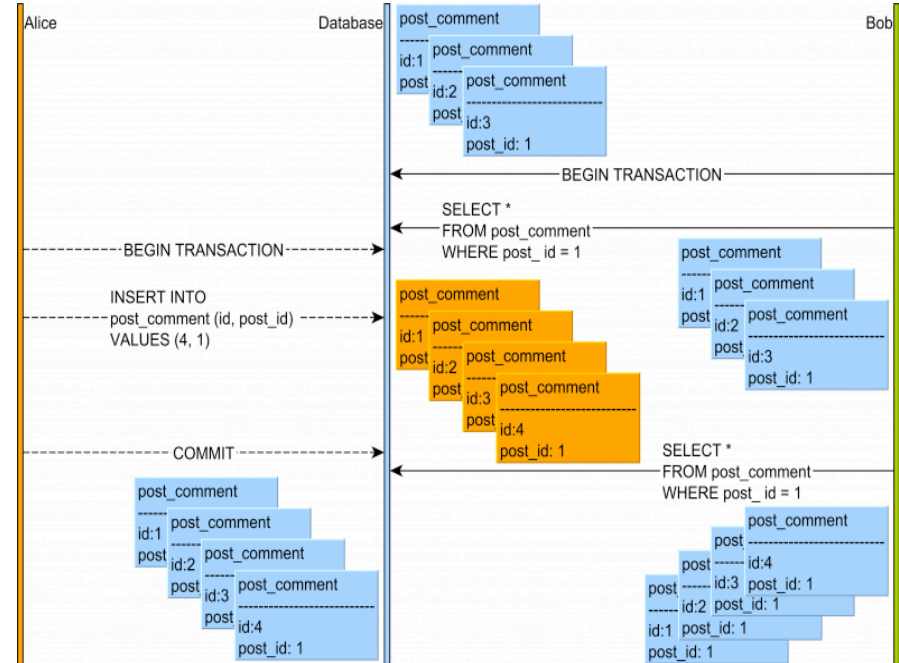 Alice
Database
Bob
post_comment
------
id:1
post
post_comment
------
id:2
post
post_comment
----------------------------
id:3
post_id: 1
BEGIN TRANSACTION
SELECT *
FROM post_comment
WHERE post_ id = 1
BEGIN TRANSACTION
post_comment
------
id:1
post
post_comment
------
id:2
post
post_comment
----------------------------
id:3
post_id: 1
INSERT INTO
post_comment (id, post_id)
VALUES (4, 1)
post_comment
------
id:1
post
post_comment
------
id:2
post
post_comment
------
id:3
post
post_comment
----------------------------
id:4
post_id: 1
COMMIT
SELECT *
FROM post_comment
WHERE post_ id = 1
post_comment
------
id:1
post
post_comment
------
id:2
post
post_comment
------
id:3
post
post_comment
----------------------------
id:4
post_id: 1
post_comment
----------------------------
id:4
post_id: 1
post
------
id:3
post_id: 1
post
------
id:2
post_id: 1
post
------
id:1
post_id: 1